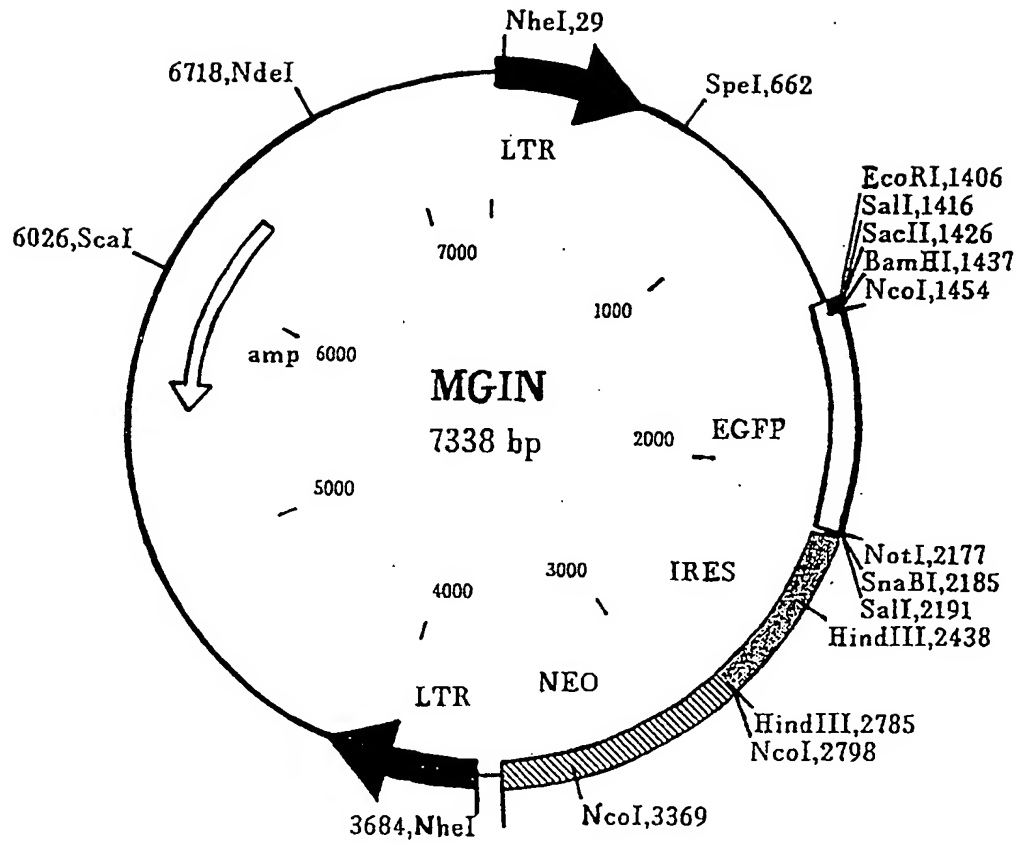 NheI,29
6718,NdeI
SpeI,662
LTR
EcoRI,1406
SalI,1416
SacII,1426
BamHI,1437
NcoI,1454
6026,ScaI
7000
1000
amp
6000
MGIN
7338 bp
2000
EGFP
5000
NotI,2177
SnaBI,2185
SalI,2191
HindIII,2438
IRES
3000
4000
NEO
LTR
HindIII,2785
NcoI,2798
NcoI,3369
3684,NheI